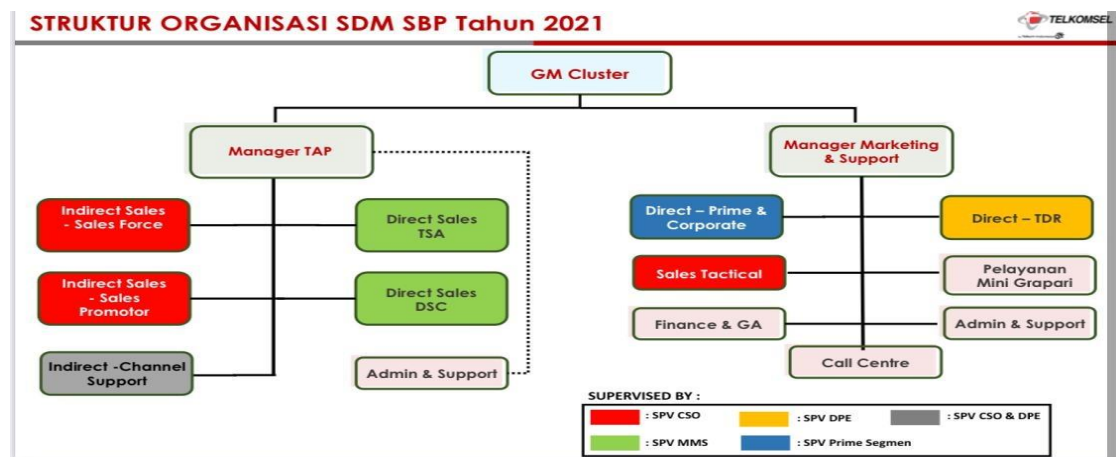 STRUKTUR ORGANISASI SDM SBP Tahun 2021
TELKOMSEL
GM Cluster
Manager TAP
Manager Marketing
& Support
Indirect Sales
- Sales Force
Direct Sales
TSA
Direct – Prime &
Corporate
Direct – TDR
Indirect Sales
- Sales
Promotor
Direct Sales
DSC
Sales Tactical
Pelayanan
Mini Grapari
Finance & GA
Admin & Support
Indirect -Channel
Support
Admin & Support
Call Centre
SUPERVISED BY :
: SPV CSO
: SPV DPE
: SPV CSO & DPE
: SPV MMS
: SPV Prime Segmen